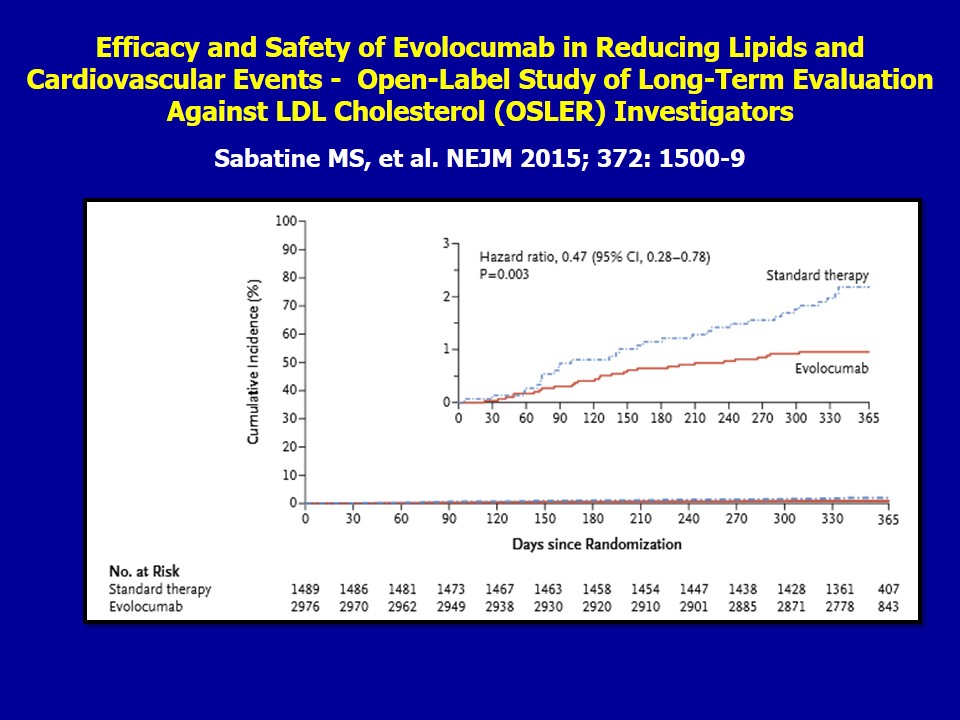 Efficacy and Safety of Evolocumab in Reducing Lipids and
Cardiovascular Events - Open-Label Study of Long-Term Evaluation
Against LDL Cholesterol (OSLER) Investigators
Sabatine MS, et al. NEJM 2015; 372: 1500-9
Cumulative Incidence (%)
100
90
80
70
60
50
40
30
20
10
0
3
2
1
0
Hazard ratio, 0.47 (95% CI, 0.28–0.78)
P=0.003
Standard therapy
Evolocumab
0 30 60 90 120 150 180 210 240 270 300 330 365
0 30 60 90 120 150 180 210 240 270 300 330 365
Days since Randomization
No. at Risk
Standard therapy 1489 1486 1481 1473 1467 1463 1458 1454 1447 1438 1428 1361 407
Evolocumab 2976 2970 2962 2949 2938 2930 2920 2910 2901 2885 2871 2778 843